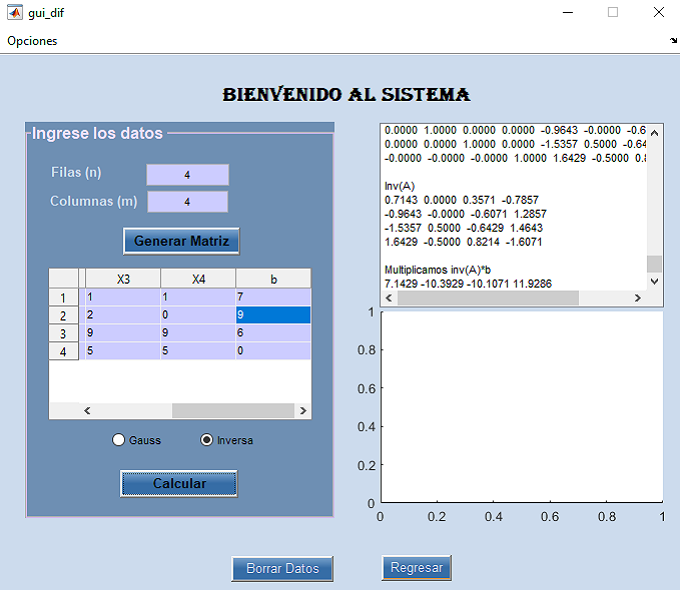 gui_dif
Opciones
BIENVENIDO AL SISTEMA
Ingrese los datos
Filas (n) 4
Columnas (m) 4
Generar Matriz
X3 X4 b
1 1 1 7
2 2 0 9
3 9 9 6
4 5 5 0
Gauss Inversa
Calcular
0.0000 1.0000 0.0000 0.0000 -0.9643 -0.0000 -0.6
0.0000 0.0000 1.0000 0.0000 -1.5357 0.5000 -0.64
-0.0000 -0.0000 -0.0000 1.0000 1.6429 -0.5000 0.8
Inv(A)
0.7143 0.0000 0.3571 -0.7857
-0.9643 -0.0000 -0.6071 1.2857
-1.5357 0.5000 -0.6429 1.4643
1.6429 -0.5000 0.8214 -1.6071
Multiplicamos inv(A)*b
7.1429 -10.3929 -10.1071 11.9286
1
0.8
0.6
0.4
0.2
0
0 0.2 0.4 0.6 0.8 1
Borrar Datos
Regresar